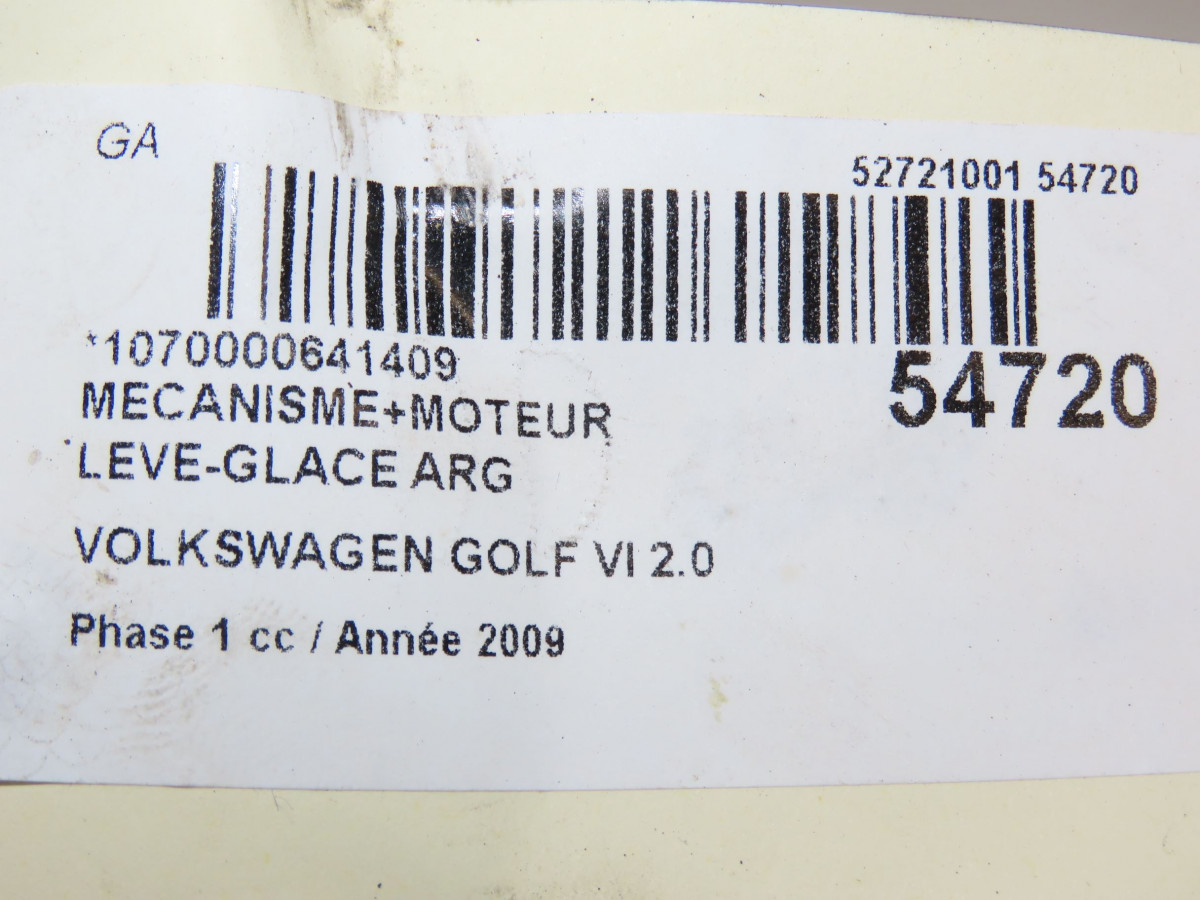 GA
52721001 54720
*1070000641409
54720
MECANISME+MOTEUR
LEVE-GLACE ARG
VOLKSWAGEN GOLF VI 2.0
Phase 1 cc / Année 2009